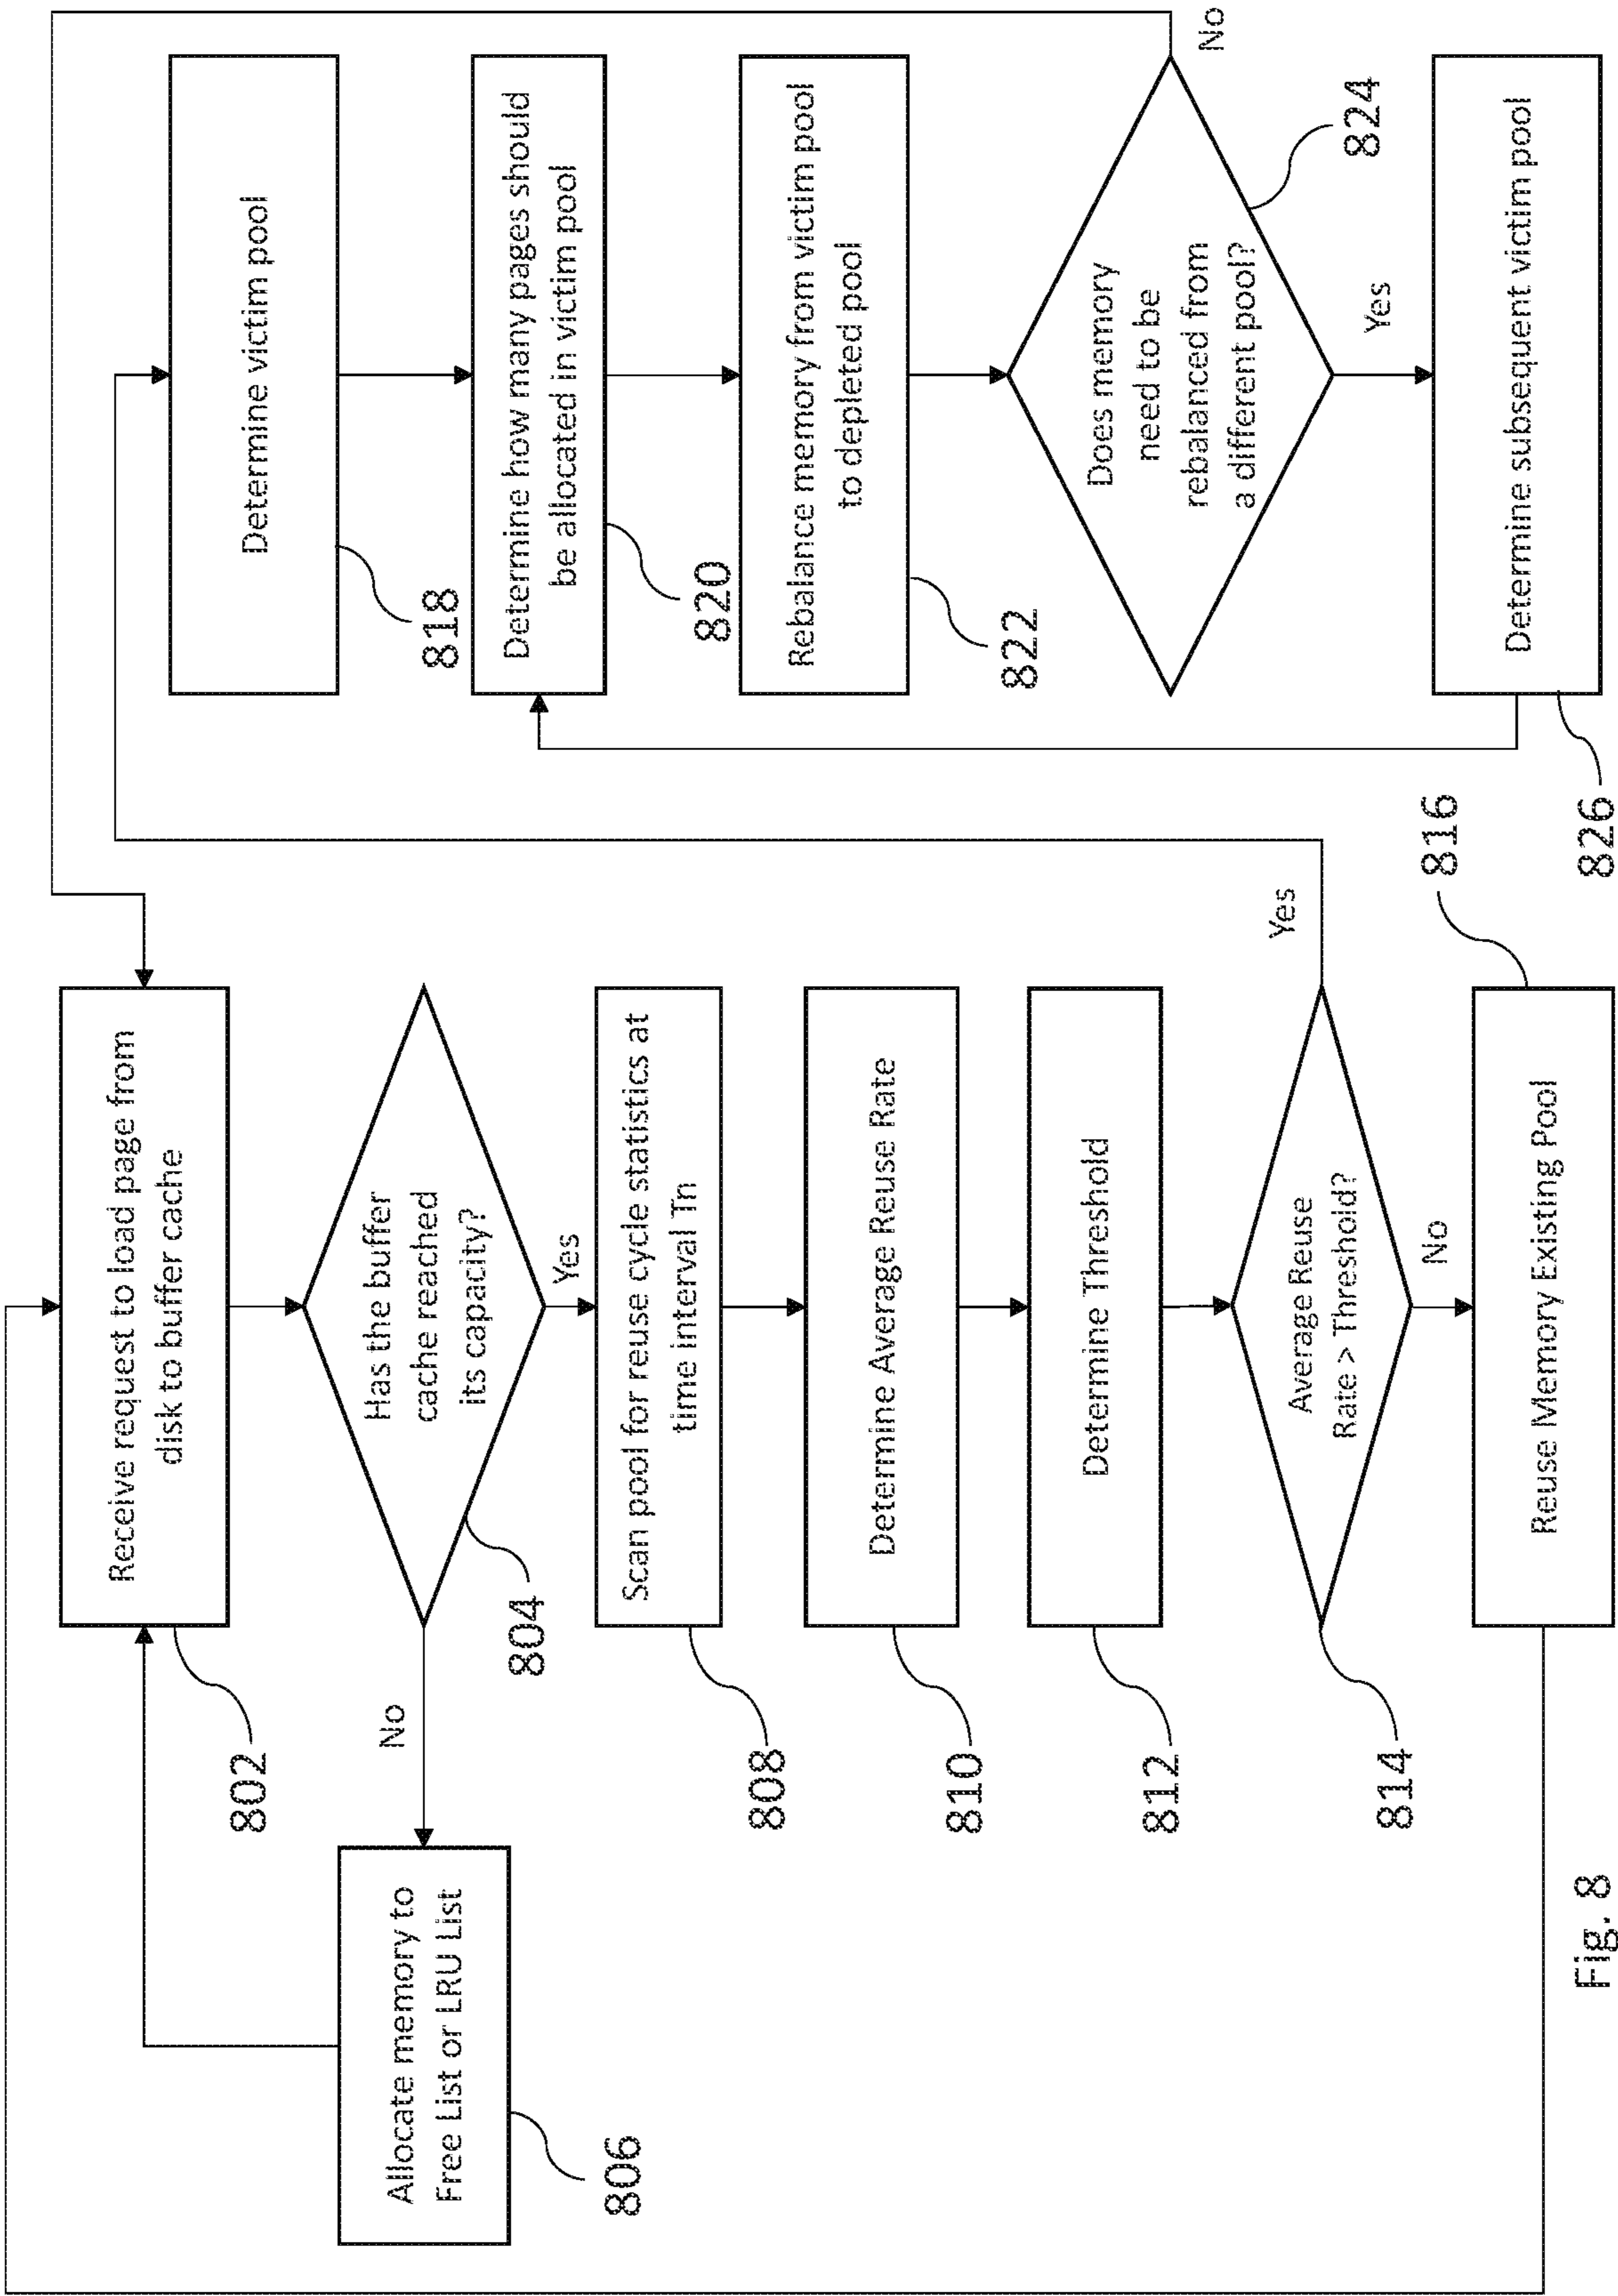 Receive request to load page from
disk to buffer cache
802
Has the buffer
cache reached
its capacity?
804
No
Allocate memory to
Free List or LRU List
806
Yes
Scan pool for reuse cycle statistics at
time interval Tn
808
Determine Average Reuse Rate
810
Determine Threshold
812
Average Reuse
Rate > Threshold?
814
Yes
No
Reuse Memory Existing Pool
816
Determine victim pool
818
Determine how many pages should
be allocated in victim pool
820
Rebalance memory from victim pool
to depleted pool
822
Does memory
need to be
rebalanced from
a different pool?
824
No
Yes
Determine subsequent victim pool
826
Fig. 8